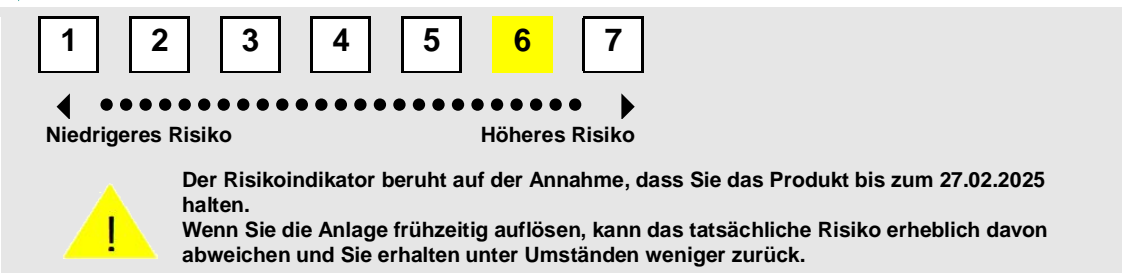 1 2 3 4 5 6 7
Niedrigeres Risiko Höheres Risiko
!
Der Risikoindikator beruht auf der Annahme, dass Sie das Produkt bis zum 27.02.2025
halten.
Wenn Sie die Anlage frühzeitig auflösen, kann das tatsächliche Risiko erheblich davon
abweichen und Sie erhalten unter Umständen weniger zurück.